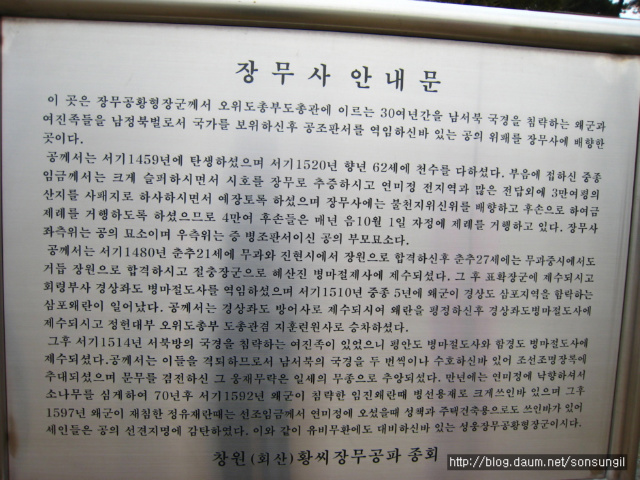 장무사 안내문
이 곳은 장무공황형장군께서 오위도총부도총관에 이르는 30여년간을 남서북 국경을 침략하는 왜군과
여진족들을 남정북벌로서 국가를 보위하신후 공조판서를 역임하신바 있는 공의 위패를 장무사에 배향한
곳이다.
공께서는 서기1459년에 탄생하셨으며 서기1520년 향년 62세에 천수를 다하셨다. 부음에 접하신 중종
임금께서는 크게 슬퍼하시면서 시호를 장무로 추증하시고 연미정 전지역과 많은 전답외에 3만여평의
산지를 사패지로 하사하시면서 예장토록 하셨으며 장무사에는 불천지위신위를 배향하고 후손으로 하여금
제례를 거행하도록 하셨으므로 4만여 후손들은 매년 음10월 1일 자정에 제례를 거행하고 있다. 장무사
좌측위는 공의 묘소이며 우측위는 증 병조판서이신 공의 부모묘소다.
공께서는 서기1480년 춘추21세에 무과와 진현시에서 장원으로 합격하신후 춘추27세에는 무과중시에서도
거듭 장원으로 합격하시고 절충장군으로 혜산진 병마절제사에 제수되셨다. 그 후 표확장군에 제수되시고
회령부사 경상좌도 병마절도사를 역임하셨으며 서기1510년 중종 5년에 왜군이 경상도 삼포지역을 함락하는
삼포왜란이 일어났다. 공께서는 경상좌도 방어사로 제수되시어 왜란을 평정하신후 경상좌도병마절도사에
제수되시고 정헌대부 오위도총부 도총관겸 지훈련원사로 승차하셨다.
그후 서기1514년 서북방의 국경을 침략하는 여진족이 있었으니 평안도 병마절도사와 함경도 병마절도사에
제수되셨다.공께서는 이들을 격퇴하므로서 남서북의 국경을 두 번씩이나 수호하신바 있어 조선조명장록에
추대되셨으며 문무를 겸전하신 그 웅재무락은 일세의 무종으로 추앙되셨다. 만년에는 연미정에 낙향하셔서
소나무를 심게하여 70년후 서기1592년 왜군이 침략한 임진왜란때 병선용재로 크게쓰인바 있으며 그후
1597년 왜군이 재침한 정유재란때는 선조임금께서 연미정에 오셨을때 성책과 주택건축용으로도 쓰인바가 있어
세인들은 공의 선견지명에 감탄하였다. 이와 같이 유비무환에도 대비하신바 있는 성웅장무공황형장군이시다.
창원(회산)황씨장무공파 종회
http://blog.daum.net/sonsungil